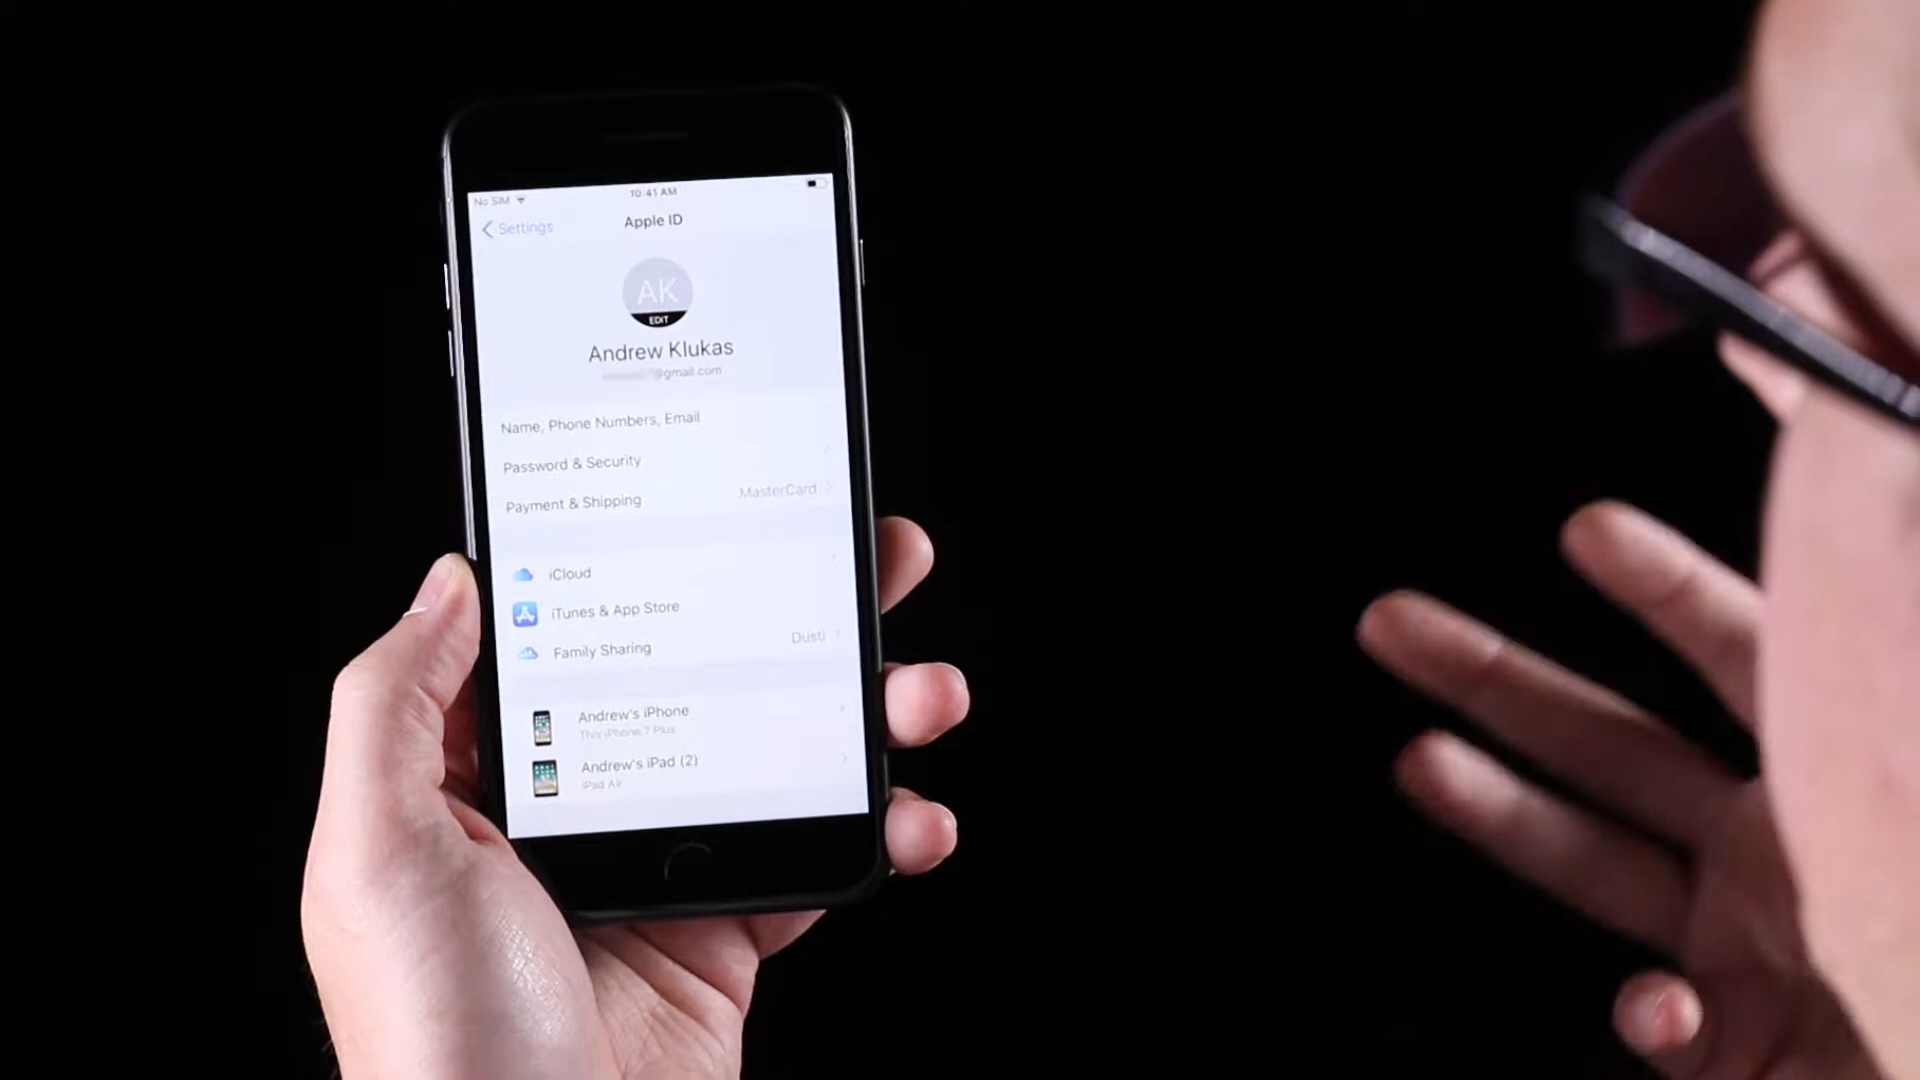 No SIM 10:41 AM
Settings Apple ID
AK
EDIT
Andrew Klukas
@gmail.com
Name, Phone Numbers, Email
Password & Security
Payment & Shipping MasterCard
iCloud
iTunes & App Store
Family Sharing Dusti
Andrew's iPhone
This iPhone 7 Plus
Andrew's iPad (2)
iPad Air